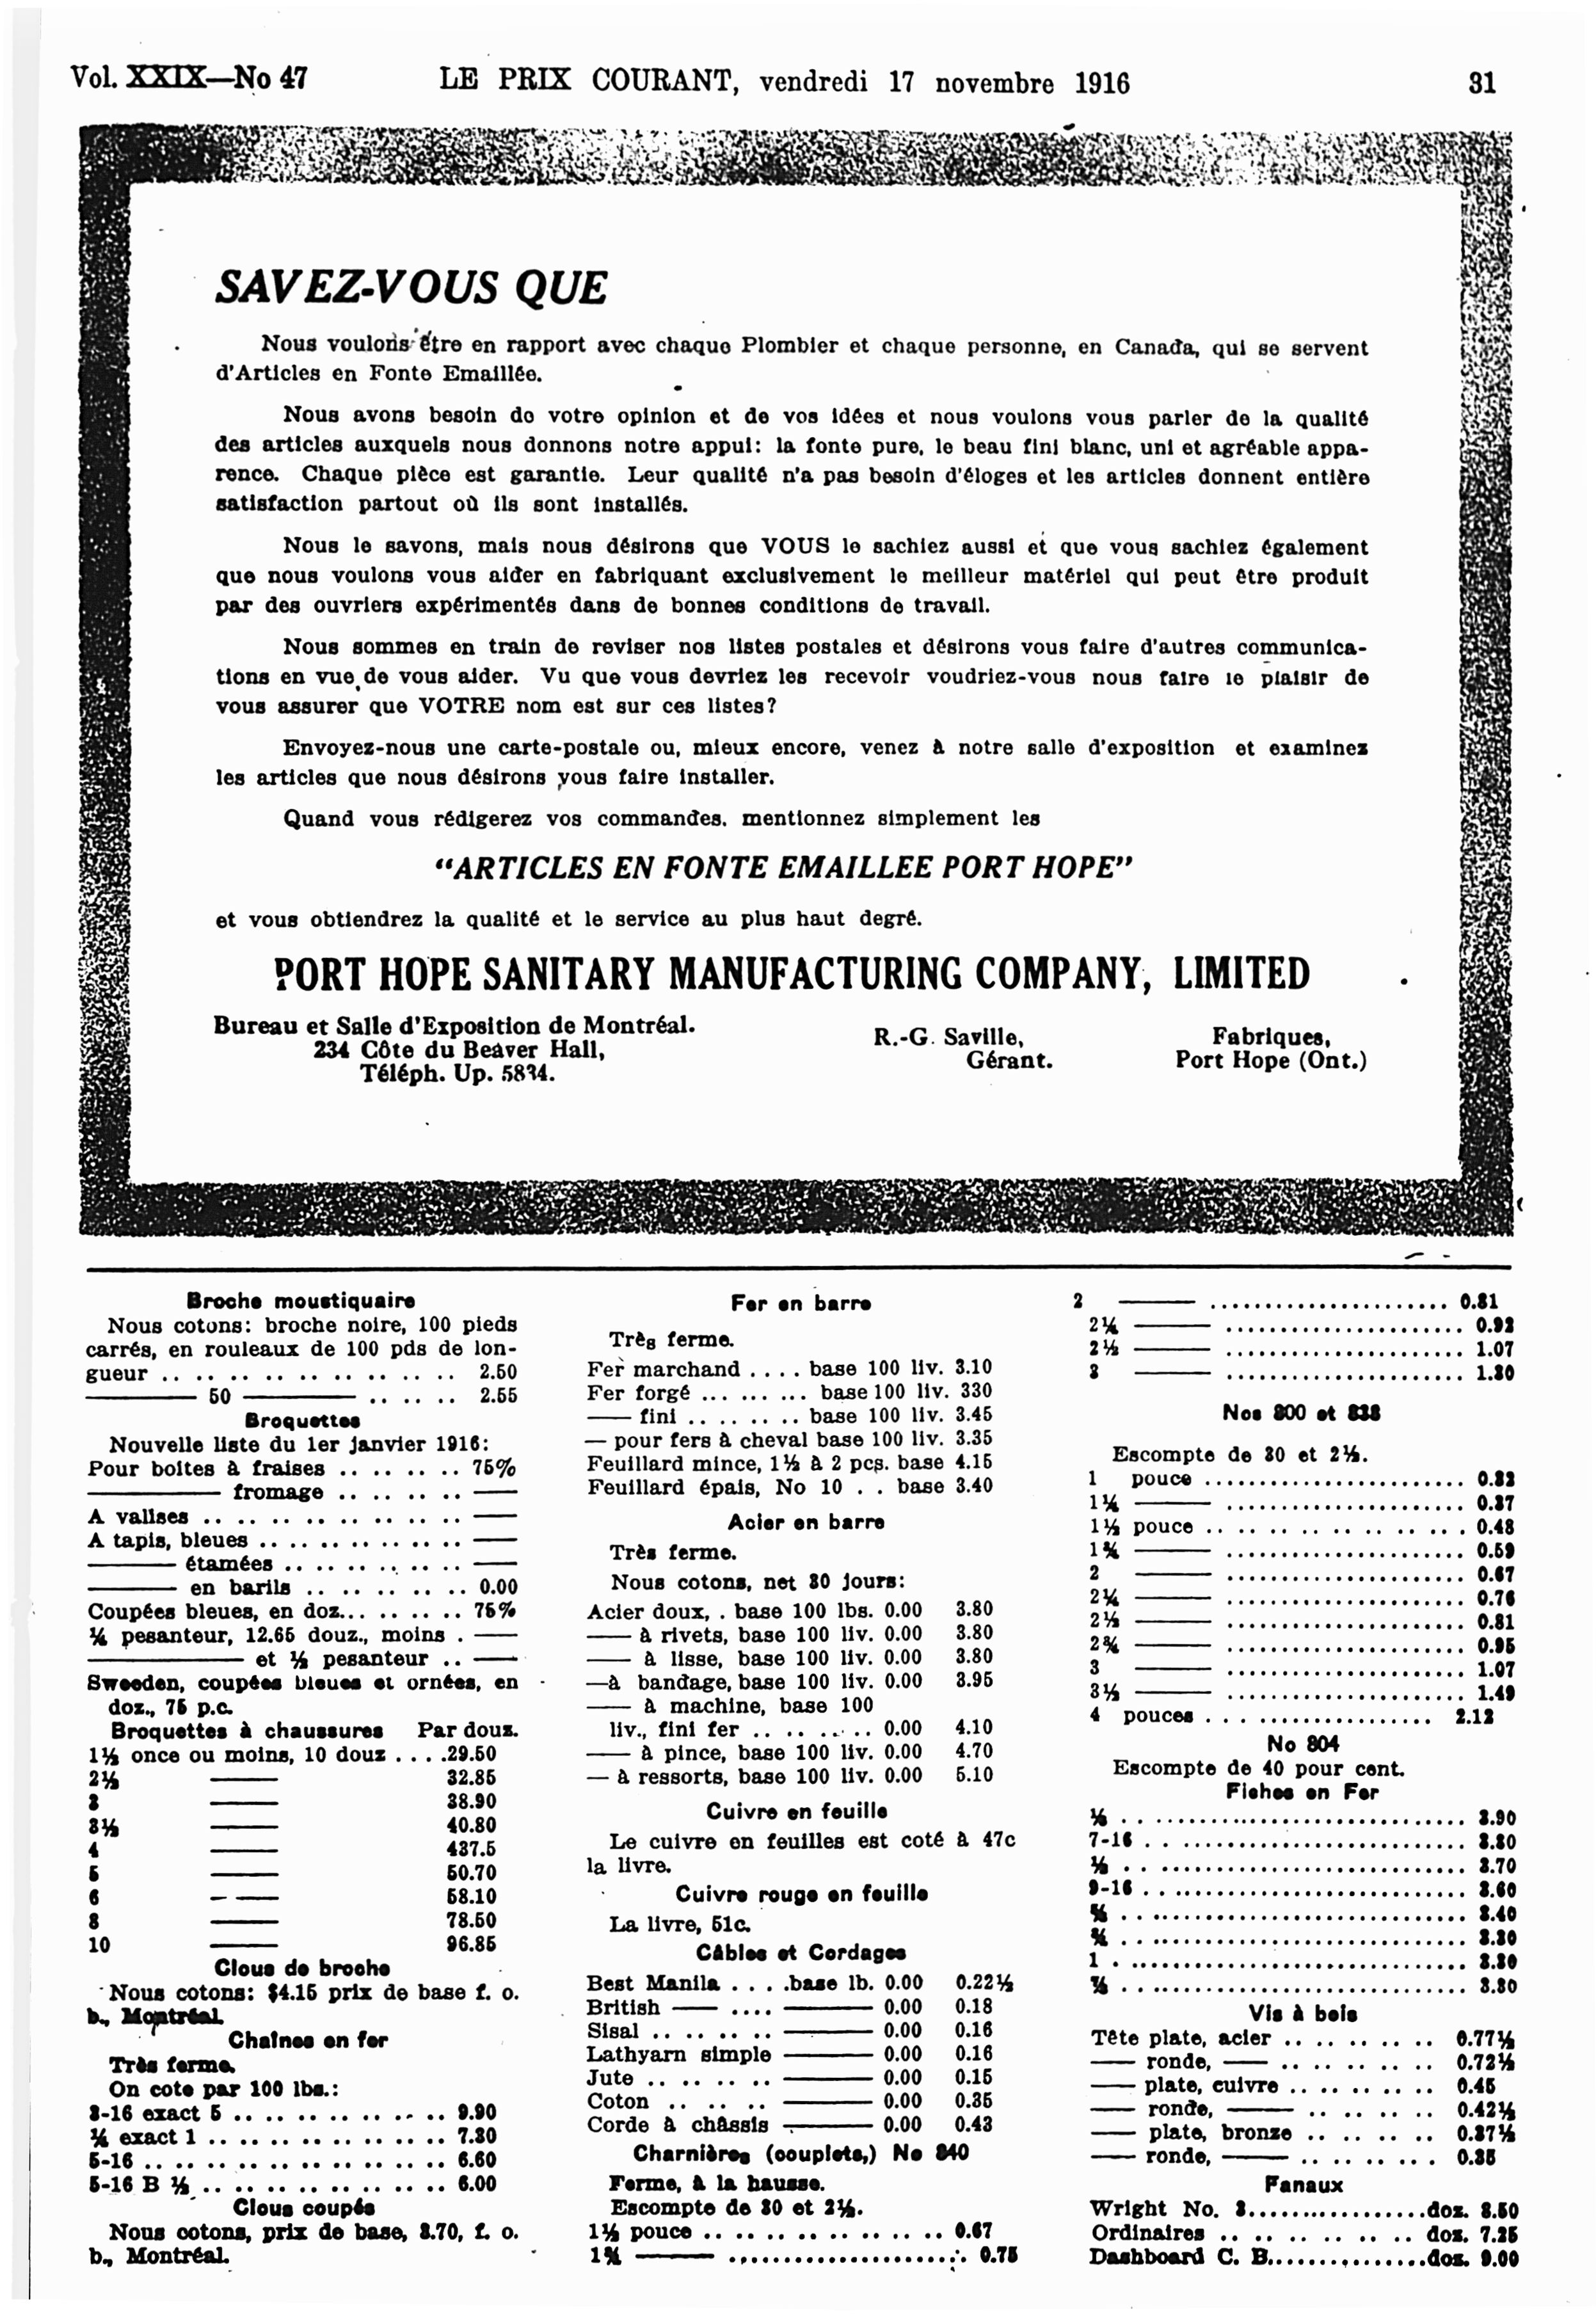 Vol. XXIX—No 47
LE PRIX COURANT, vendredi 17 novembre 1916
31
SAVEZ-VOUS QUE
Nous voulons être en rapport avec chaque Plombier et chaque personne, en Canada, qui se servent
d'Articles en Fonte Emaillée.
Nous avons besoin de votre opinion et de vos idées et nous voulons vous parler de la qualité
des articles auxquels nous donnons notre appui: la fonte pure, le beau fini blanc, uni et agréable appa-
rence. Chaque pièce est garantie. Leur qualité n'a pas besoin d'éloges et les articles donnent entière
satisfaction partout où ils sont installés.
Nous le savons, mais nous désirons que VOUS le sachiez aussi et que vous sachiez également
que nous voulons vous aider en fabriquant exclusivement le meilleur matériel qui peut être produit
par des ouvriers expérimentés dans de bonnes conditions de travail.
Nous sommes en train de reviser nos listes postales et désirons vous faire d'autres communica-
tions en vue de vous aider. Vu que vous devriez les recevoir voudriez-vous nous faire le plaisir de
vous assurer que VOTRE nom est sur ces listes?
Envoyez-nous une carte-postale ou, mieux encore, venez à notre salle d'exposition et examinez
les articles que nous désirons vous faire installer.
Quand vous rédigerez vos commandes, mentionnez simplement les
"ARTICLES EN FONTE EMAILLEE PORT HOPE"
et vous obtiendrez la qualité et le service au plus haut degré.
PORT HOPE SANITARY MANUFACTURING COMPANY, LIMITED
Bureau et Salle d'Exposition de Montréal.
234 Côte du Beaver Hall,
Téléph. Up. 5834.
R.-G. Saville,
Gérant.
Fabriques,
Port Hope (Ont.)
Broche moustiquaire
Nous cotons: broche noire, 100 pieds
carrés, en rouleaux de 100 pds de lon-
gueur .. .. .. .. .. .. .. .. .. .. .. 2.50
——— 50 ——— .. .. .. .. 2.55
Broquettes
Nouvelle liste du 1er janvier 1916:
Pour boites à fraises .. .. .. .. .. 75%
——— fromage .. .. .. .. .. ——
A valises .. .. .. .. .. .. .. .. .. .. ——
A tapis, bleues .. .. .. .. .. .. .. .. ——
——— étamées .. .. .. .. .. .. .. ——
——— en barils .. .. .. .. .. .. 0.00
Coupées bleues, en doz... .. .. .. .. 75%
¼ pesanteur, 12.65 douz., moins . ——
——— et ½ pesanteur .. ——
Sweeden, coupées bleues et ornées, en
doz., 75 p.c.
Broquettes à chaussures Par douz.
1½ once ou moins, 10 douz ....29.50
2½ —— 32.85
3 —— 38.90
3½ —— 40.80
4 —— 437.5
5 —— 50.70
6 —— 58.10
8 —— 78.50
10 —— 96.85
Clous de broche
Nous cotons: $4.15 prix de base f. o.
b., Montréal.
Chaînes en fer
Très ferme.
On cote par 100 lbs.:
3-16 exact 5 .. .. .. .. .. .. .. .. 9.90
¼ exact 1 .. .. .. .. .. .. .. .. .. 7.30
5-16 .. .. .. .. .. .. .. .. .. .. .. 6.60
5-16 B ½ .. .. .. .. .. .. .. .. .. 6.00
Clous coupés
Nous cotons, prix de base, 3.70, f. o.
b., Montréal.
Fer en barre
Très ferme.
Fer marchand .... base 100 liv. 3.10
Fer forgé ... ... ... base 100 liv. 330
—— fini .. .. .. .. base 100 liv. 3.45
— pour fers à cheval base 100 liv. 3.35
Feuillard mince, 1½ à 2 pcs. base 4.15
Feuillard épais, No 10 . . base 3.40
Acier en barre
Très ferme.
Nous cotons, net 30 jours:
Acier doux, . base 100 lbs. 0.00 3.80
—— à rivets, base 100 liv. 0.00 3.80
—— à lisse, base 100 liv. 0.00 3.80
—à bandage, base 100 liv. 0.00 3.95
—— à machine, base 100
liv., fini fer .. .. .. .. 0.00 4.10
—— à pince, base 100 liv. 0.00 4.70
— à ressorts, base 100 liv. 0.00 5.10
Cuivre en feuille
Le cuivre en feuilles est coté à 47c
la livre.
Cuivre rouge en feuille
La livre, 51c.
Câbles et Cordages
Best Manila ... .base lb. 0.00 0.22½
British —— .... ——— 0.00 0.18
Sisal .. .. .. .. ——— 0.00 0.16
Lathyarn simple ——— 0.00 0.16
Jute .. .. .. .. ——— 0.00 0.15
Coton .. .. .. ——— 0.00 0.35
Corde à châssis ——— 0.00 0.43
Charnières (couplets,) No 840
Ferme, à la hausse.
Escompte de 30 et 2½.
1½ pouce .. .. .. .. .. .. .. .. .. 0.67
1¾ ——— ..................... 0.75
2 ——— ...................... 0.81
2¼ ——— ...................... 0.93
2½ ——— ...................... 1.07
3 ——— ...................... 1.30
Nos 800 et 838
Escompte de 30 et 2½.
1 pouce ........................ 0.33
1¼ ——— ...................... 0.37
1½ pouce .. .. .. .. .. .. .. .. .. 0.48
1¾ ——— ...................... 0.59
2 ——— ...................... 0.67
2¼ ——— ...................... 0.76
2½ ——— ...................... 0.81
2¾ ——— ...................... 0.95
3 ——— ...................... 1.07
3½ ——— ...................... 1.49
4 pouces ... ................ 2.12
No 804
Escompte de 40 pour cent.
Fiches en Fer
.............................. 3.90
7-16 .............................. 3.80
½ .............................. 3.70
9-16 .............................. 3.60
.............................. 3.40
.............................. 3.30
1 .............................. 3.30
.............................. 3.30
Vis à bois
Tête plate, acier .. .. .. .. .. .. 0.77½
—— ronde, —— .. .. .. .. .. .. 0.72½
—— plate, cuivre .. .. .. .. .. 0.45
—— ronde, ——— .. .. .. .. .. 0.42½
—— plate, bronze .. .. .. .. .. 0.37½
—— ronde, ——— .. .. .. .. . 0.35
Fanaux
Wright No. 3................doz. 8.50
Ordinaires .. .. .. .. .. .. .. doz. 7.25
Dashboard C. B...............doz. 9.00